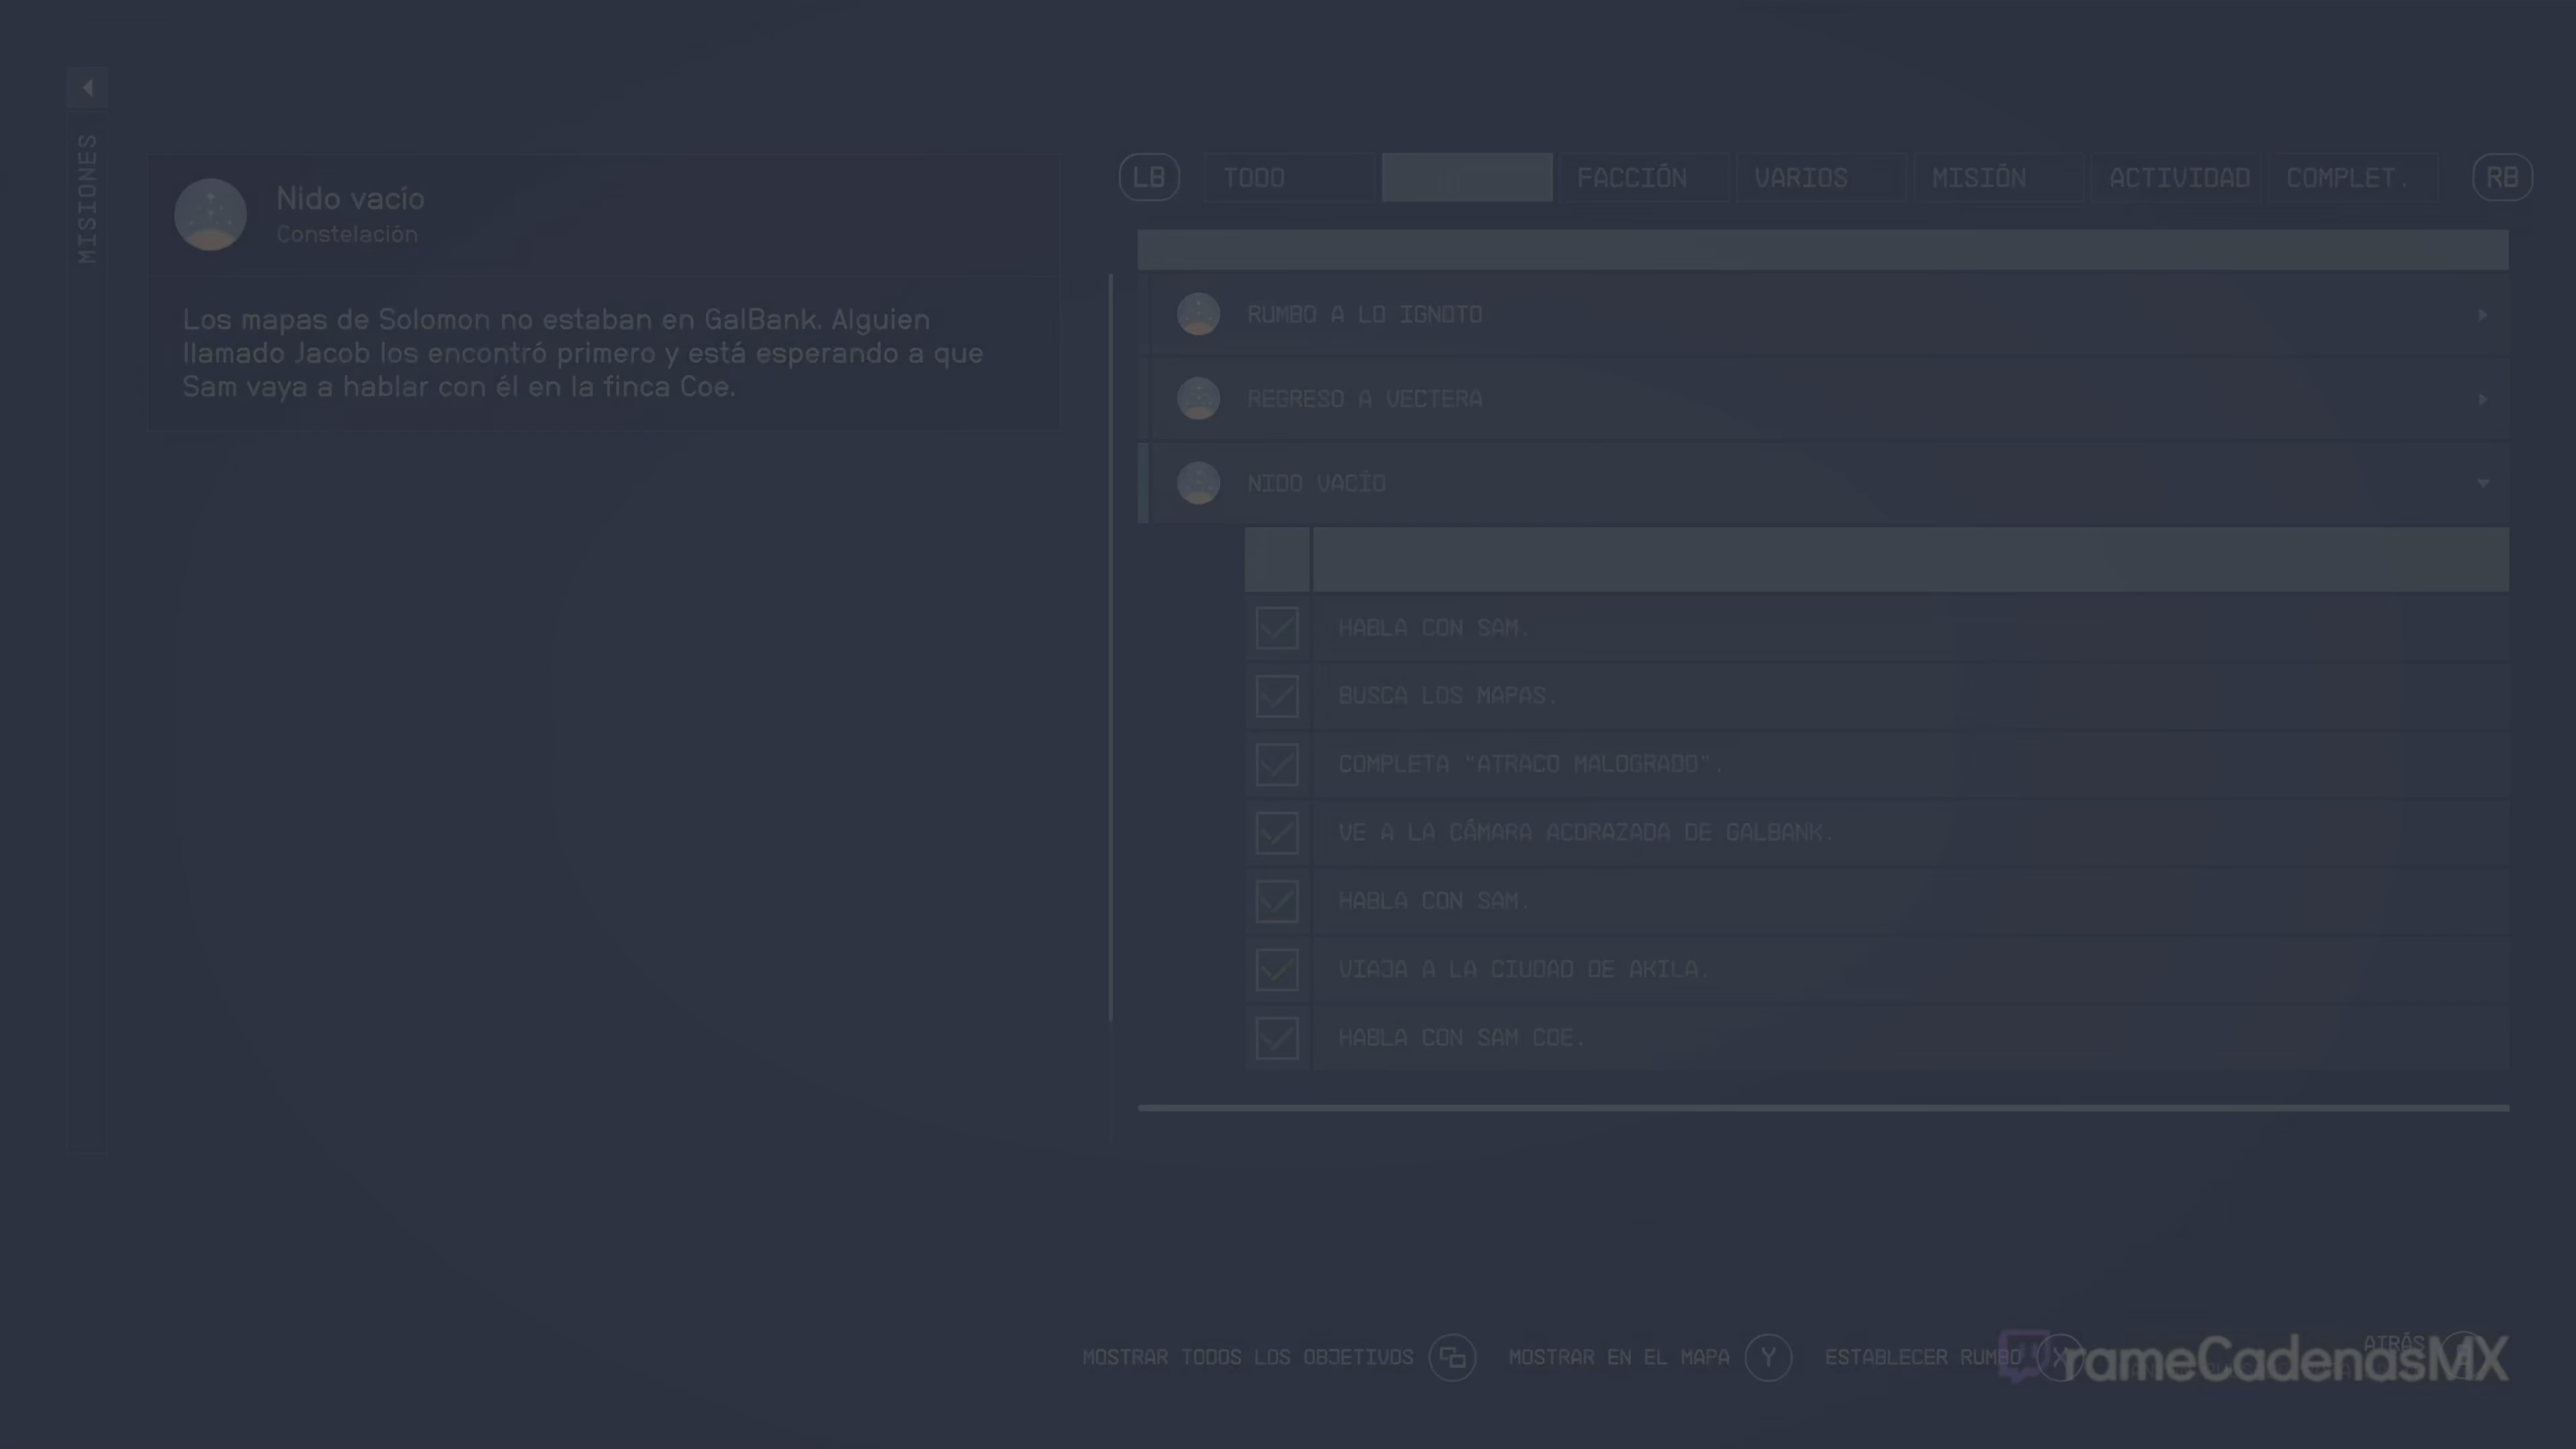 MISIONES
Nido vacío
Constelación
Los mapas de Solomon no estaban en GalBank. Alguien
llamado Jacob los encontró primero y está esperando a que
Sam vaya a hablar con él en la finca Coe.
LB TODO FACCIÓN VARIOS MISIÓN ACTIVIDAD COMPLET. RB
RUMBO A LO IGNOTO
REGRESO A VECTERA
NIDO VACÍO
HABLA CON SAM.
BUSCA LOS MAPAS.
COMPLETA "ATRACO MALOGRADO".
VE A LA CÁMARA ACORAZADA DE GALBANK.
HABLA CON SAM.
VIAJA A LA CIUDAD DE AKILA.
HABLA CON SAM COE.
MOSTRAR TODOS LOS OBJETIVOS MOSTRAR EN EL MAPA Y ESTABLECER RUMBO X ATRÁS
rameCadenasMX